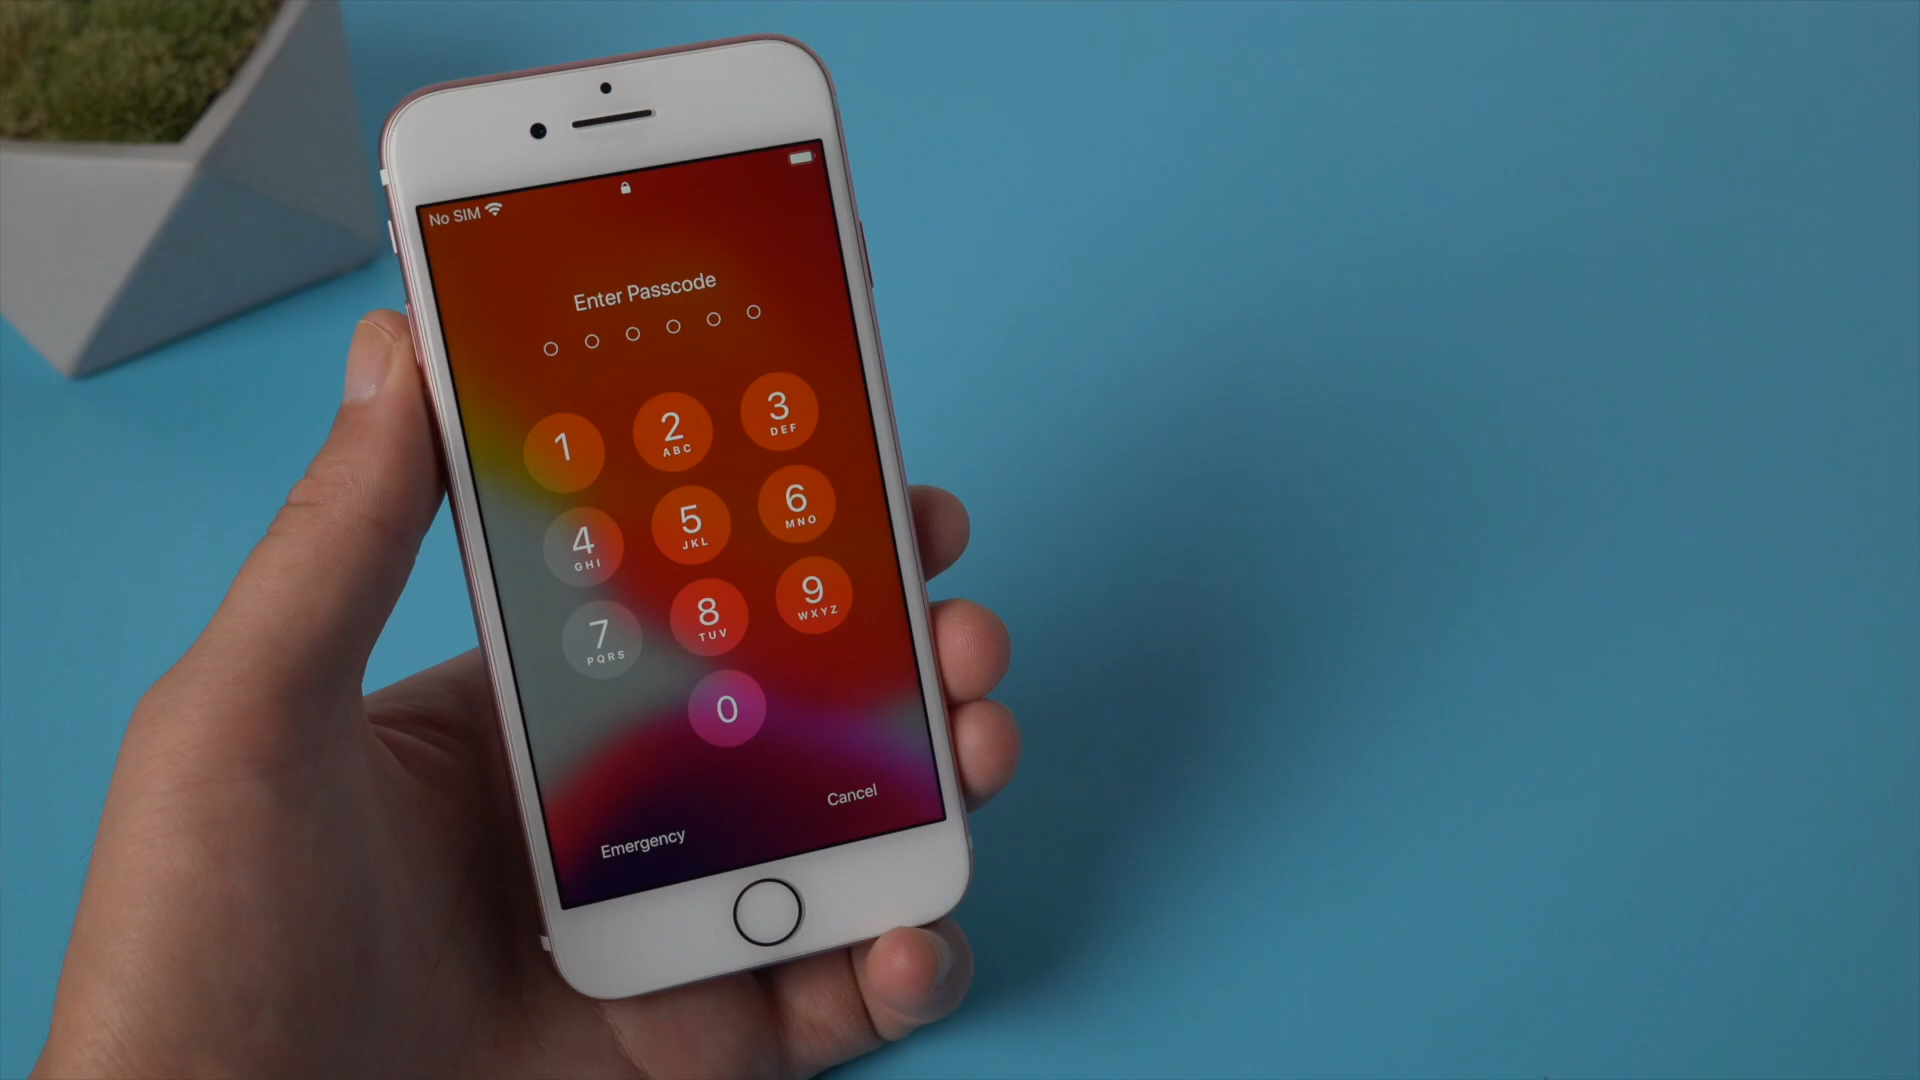 No SIM
Enter Passcode
1
2
ABC
3
DEF
4
GHI
5
JKL
6
MNO
7
PQRS
8
TUV
9
WXYZ
0
Emergency
Cancel